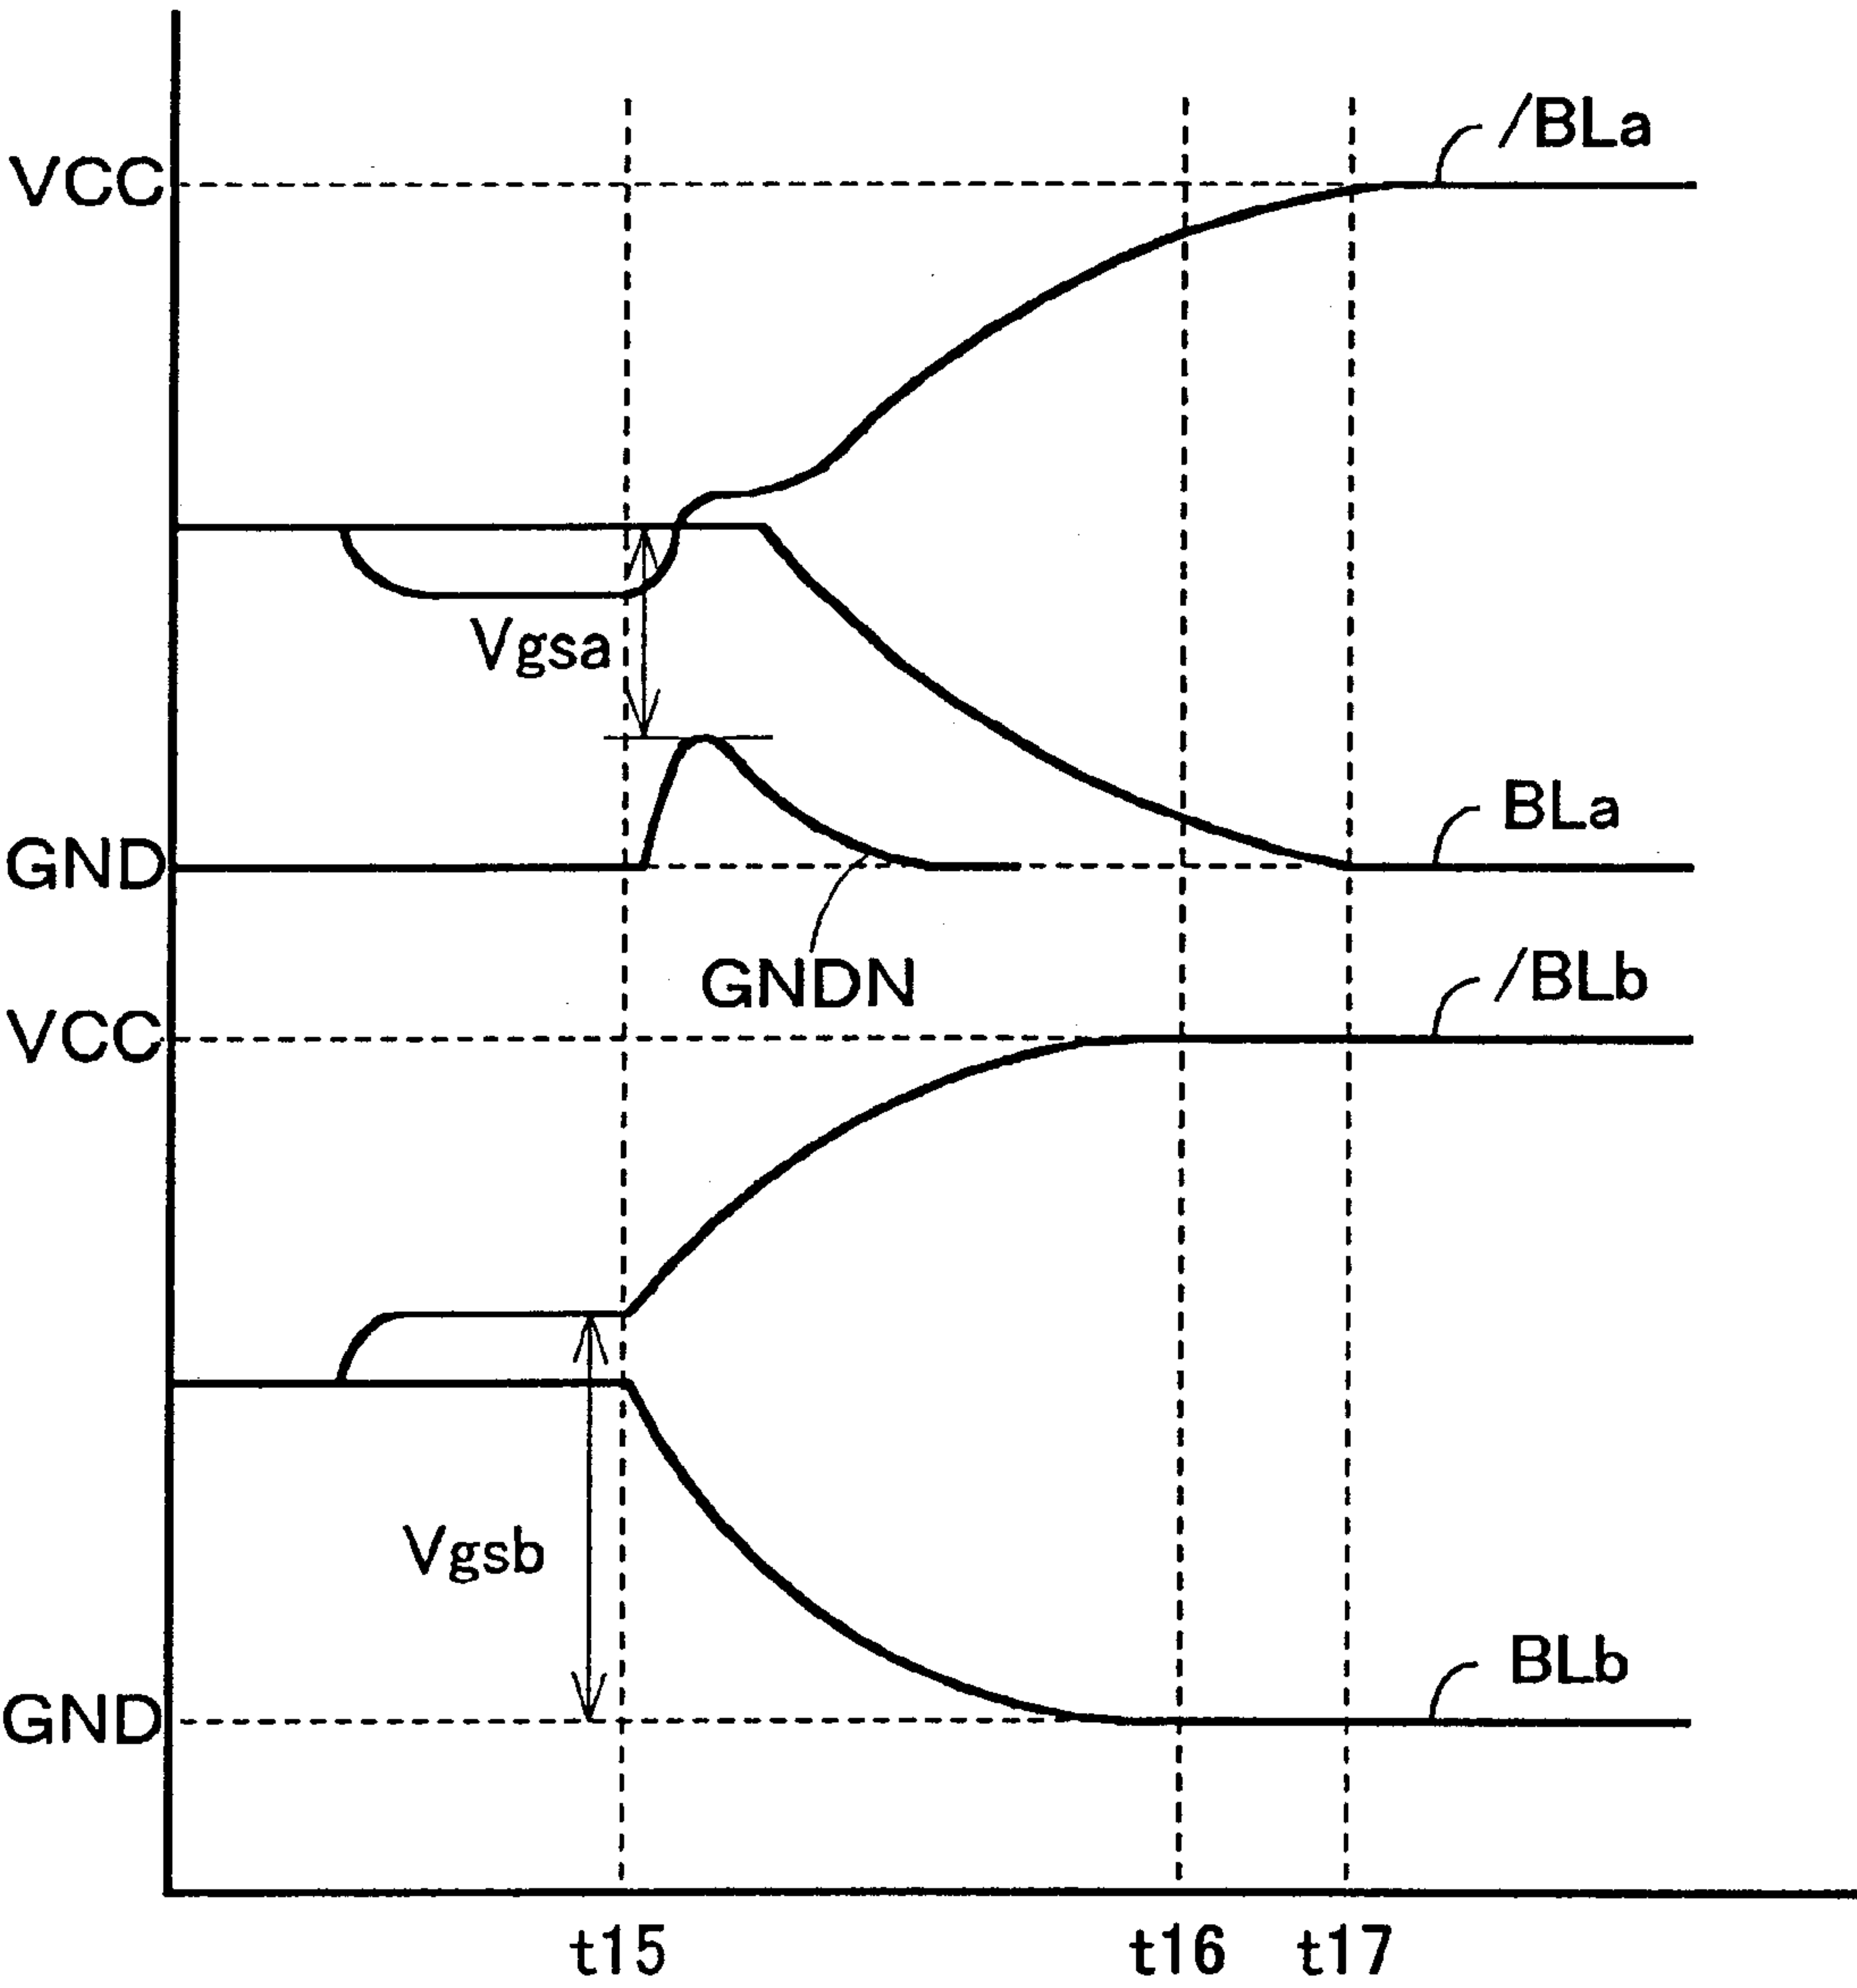 /BLa
VCC
Vgsa
BLa
GND
GNDN
/BLb
VCC
Vgsb
BLb
GND
t15 t16 t17